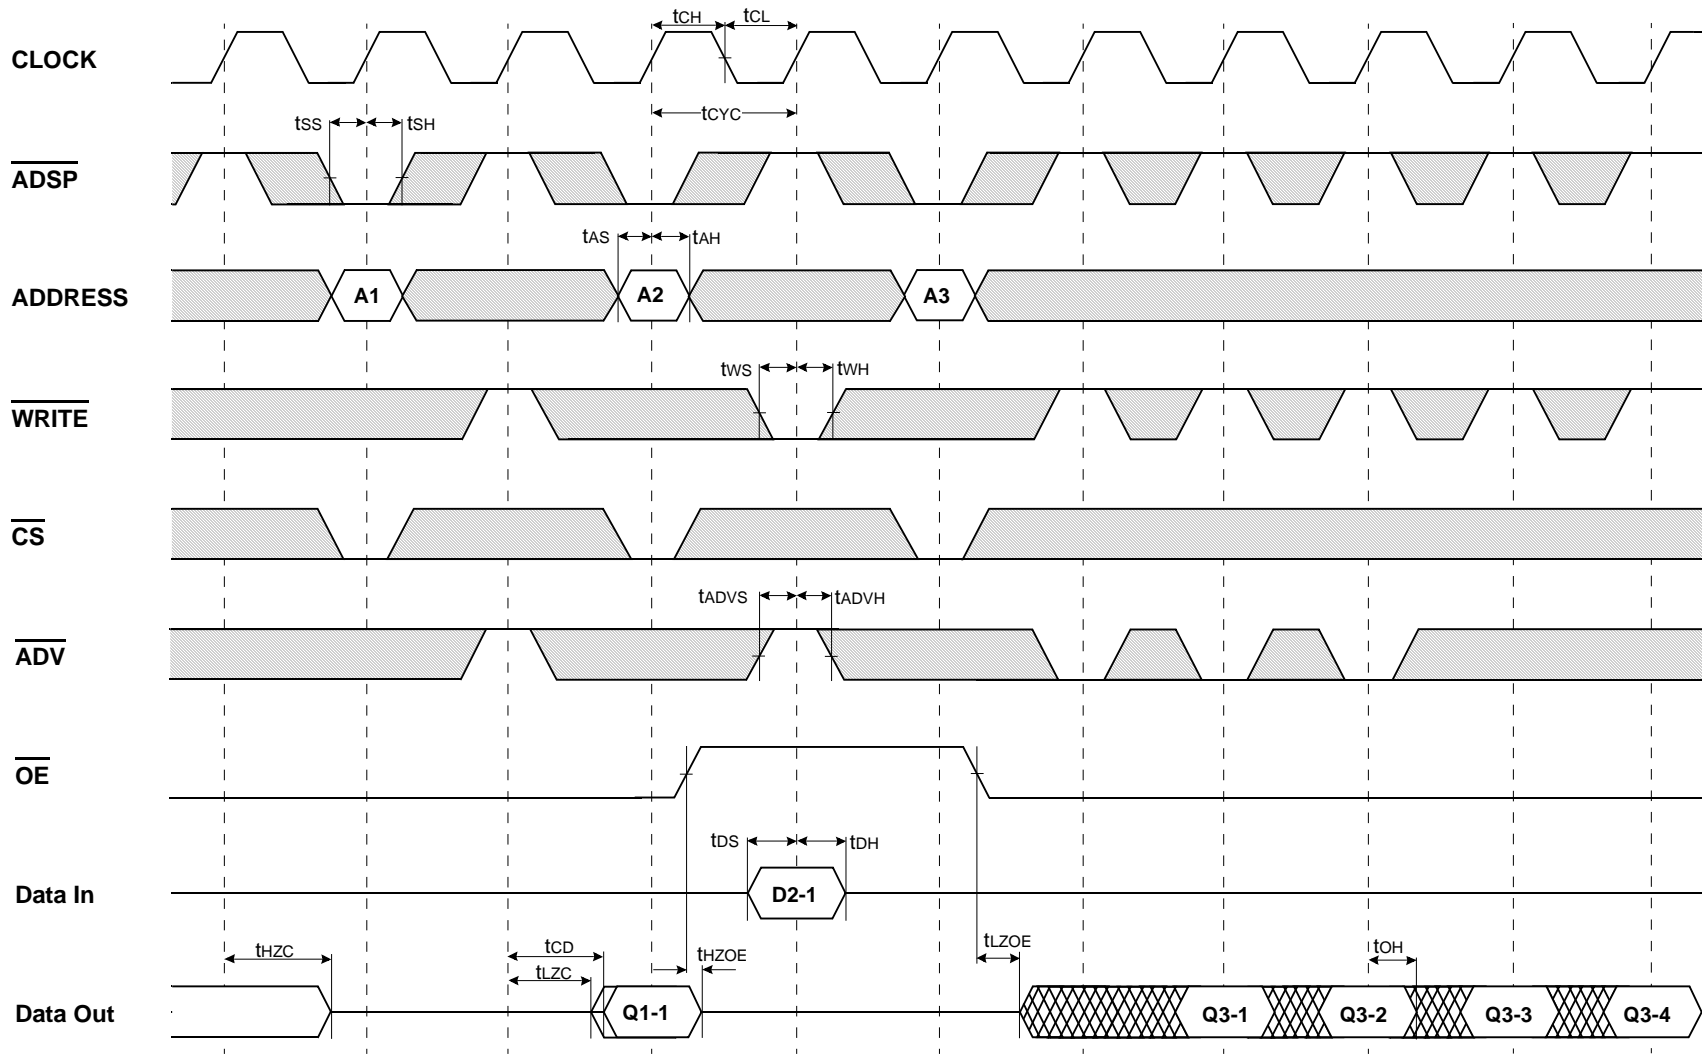 tCH tCL
CLOCK
tCYC
tSS tSH
ADSP
tAS tAH
ADDRESS A1 A2 A3
tWS tWH
WRITE
CS
tADVS tADVH
ADV
OE
tDS tDH
Data In D2-1
tHZC tCD tHZOE tLZOE tOH
tLZC
Data Out Q1-1 Q3-1 Q3-2 Q3-3 Q3-4